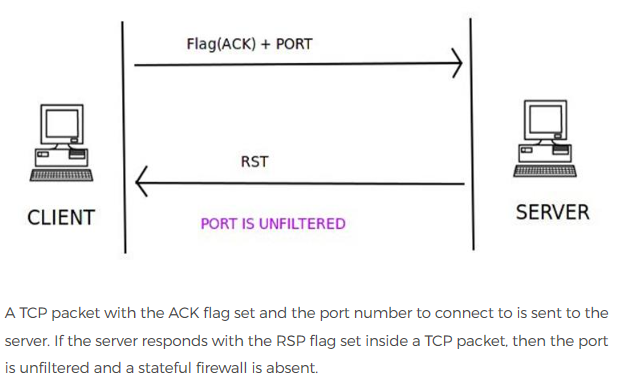 Flag(ACK) + PORT
RST
CLIENT
SERVER
PORT IS UNFILTERED
A TCP packet with the ACK flag set and the port number to connect to is sent to the
server. If the server responds with the RSP flag set inside a TCP packet, then the port
is unfiltered and a stateful firewall is absent.